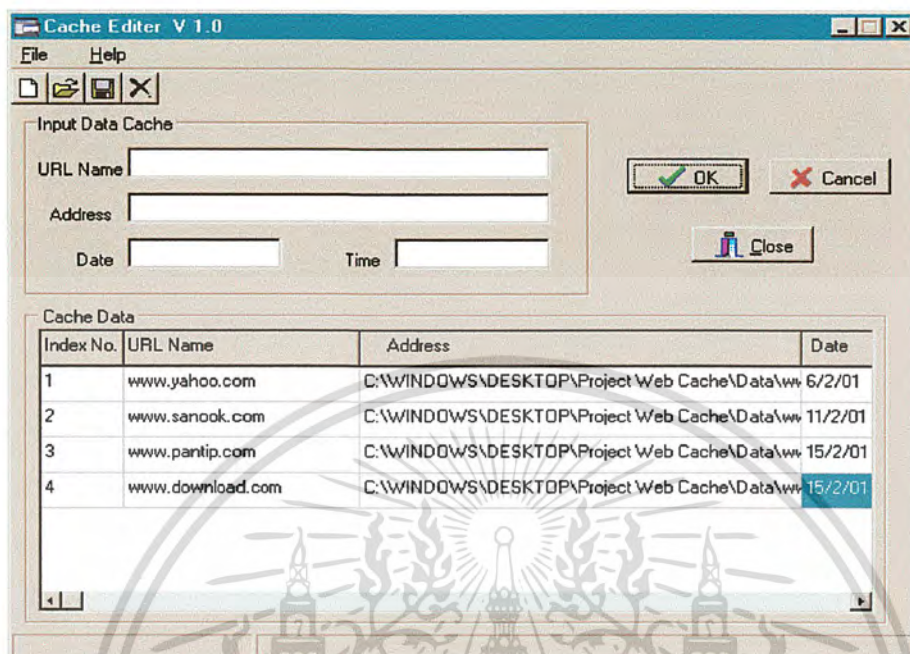 Cache Editer V 1.0
File Help
Input Data Cache
URL Name
OK
Cancel
Address
Close
Date
Time
Cache Data
Index No. URL Name Address Date
1 www.yahoo.com C:\WINDOWS\DESKTOP\Project Web Cache\Data\w 6/2/01
2 www.sanook.com C:\WINDOWS\DESKTOP\Project Web Cache\Data\w 11/2/01
3 www.pantip.com C:\WINDOWS\DESKTOP\Project Web Cache\Data\w 15/2/01
4 www.download.com C:\WINDOWS\DESKTOP\Project Web Cache\Data\w 15/2/01